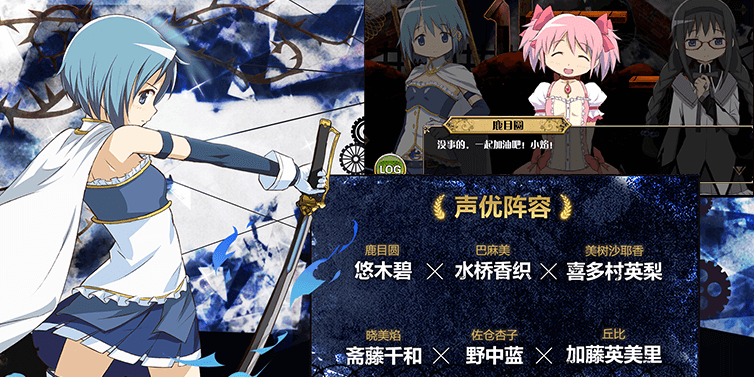 鹿目圆
没事的，一起加油吧！小焰！
LOG
声优阵容
鹿目圆 巴麻美 美树沙耶香
悠木碧 × 水桥香织 × 喜多村英梨
晓美焰 佐仓杏子 丘比
斋藤千和 × 野中蓝 × 加藤英美里